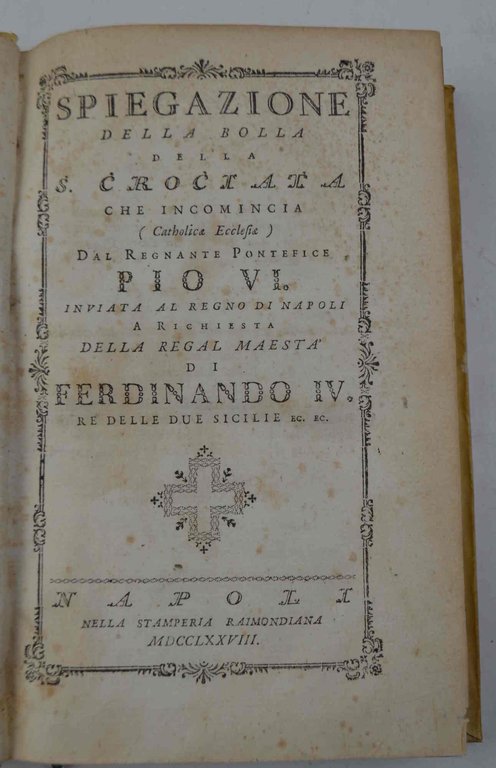 SPIEGAZIONE
DELLA BOLLA
DELLA
S. CROCIATA
CHE INCOMINCIA
( Catholicæ Ecclesiæ )
DAL REGNANTE PONTEFICE
PIO VI.
INVIATA AL REGNO DI NAPOLI
A RICHIESTA
DELLA REGAL MAESTA'
DI
FERDINANDO IV.
RE DELLE DUE SICILIE EC. EC.
NAPOLI
NELLA STAMPERIA RAIMONDIANA
MDCCLXXVIII.